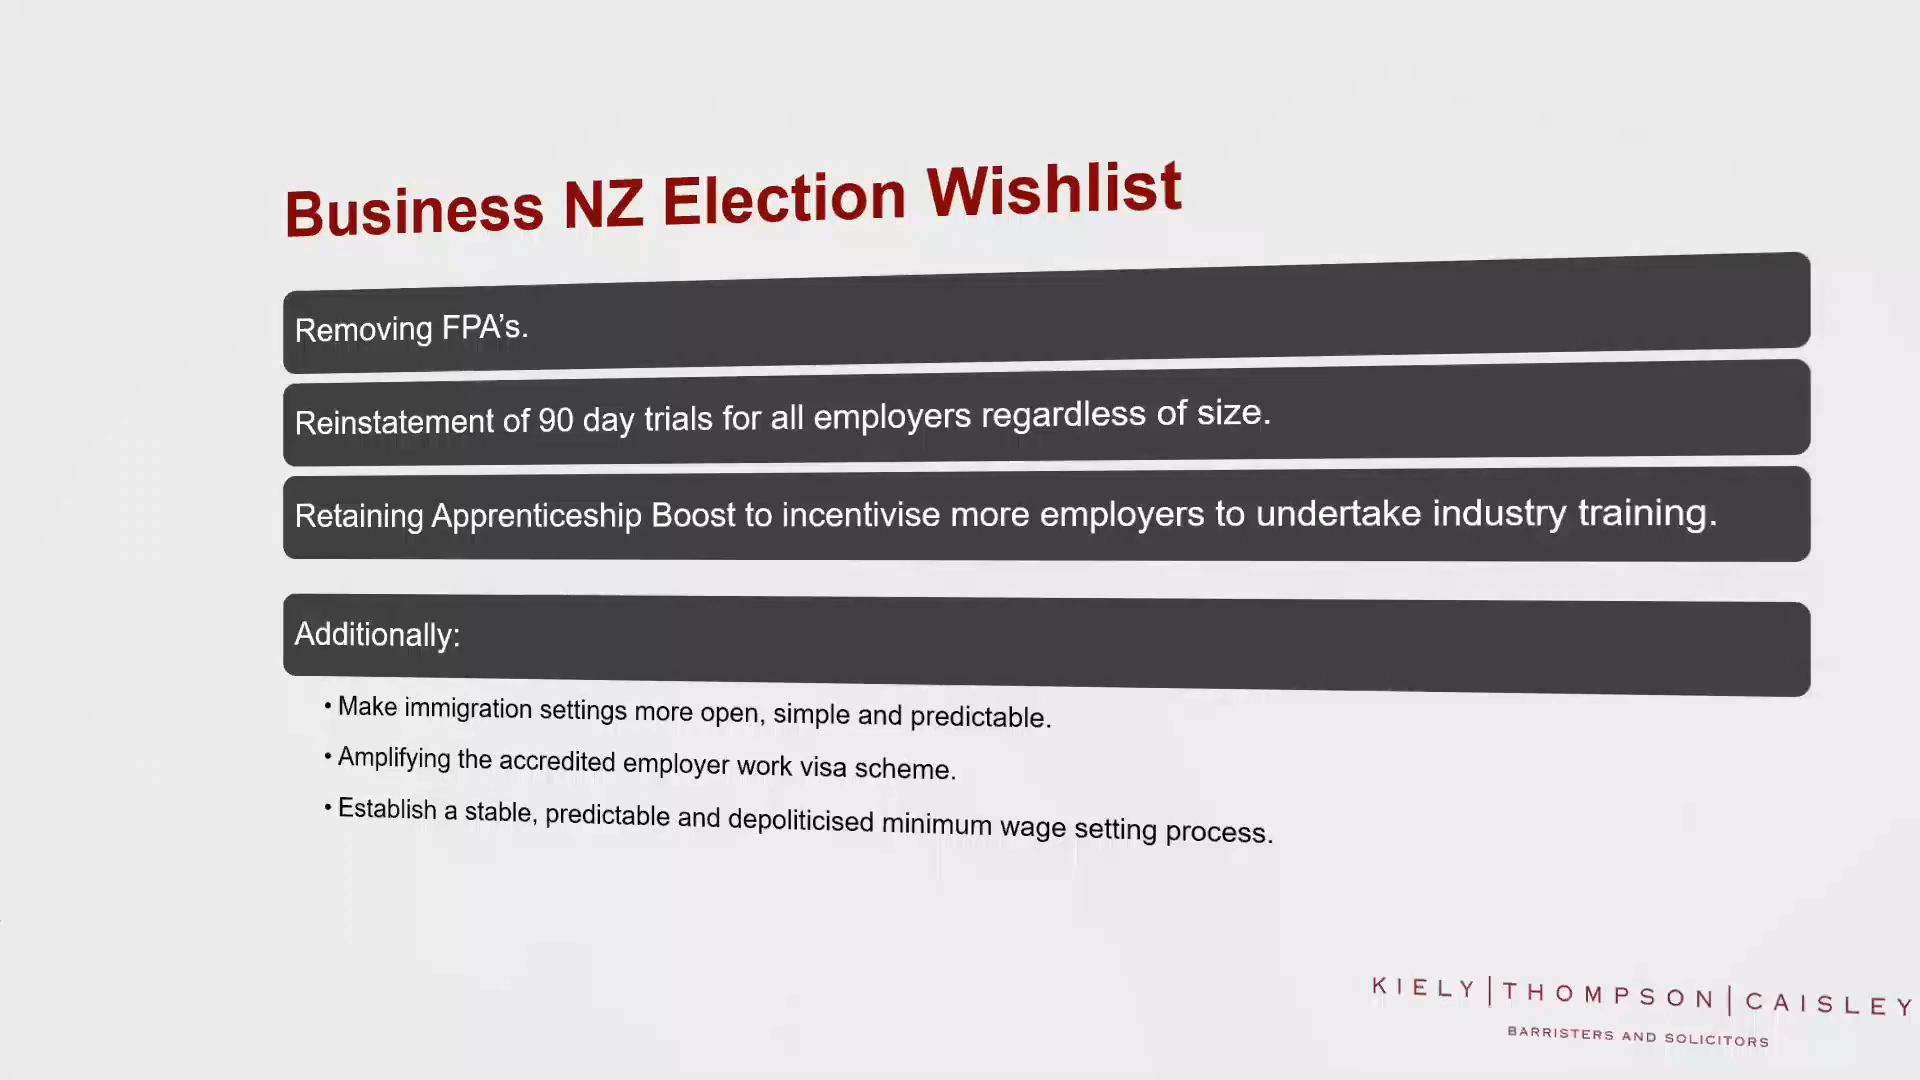 Business NZ Election Wishlist
Removing FPA’s.
Reinstatement of 90 day trials for all employers regardless of size.
Retaining Apprenticeship Boost to incentivise more employers to undertake industry training.
Additionally:
• Make immigration settings more open, simple and predictable.
• Amplifying the accredited employer work visa scheme.
• Establish a stable, predictable and depoliticised minimum wage setting process.
KIELY|THOMPSON|CAISLEY
BARRISTERS AND SOLICITORS